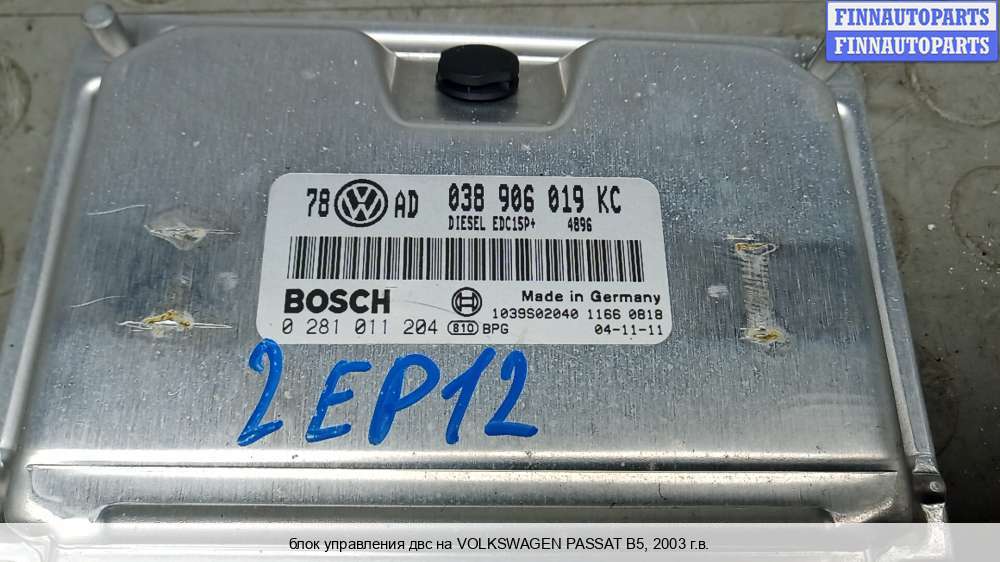 FINNAUTOPARTS
FINNAUTOPARTS
78 VW AD 038 906 019 KC
DIESEL EDC15P+ 4896
BOSCH Made in Germany
1039S02040 1166 0818
0 281 011 204 810 BPG 04-11-11
2EP12
блок управления двс на VOLKSWAGEN PASSAT B5, 2003 г.в.